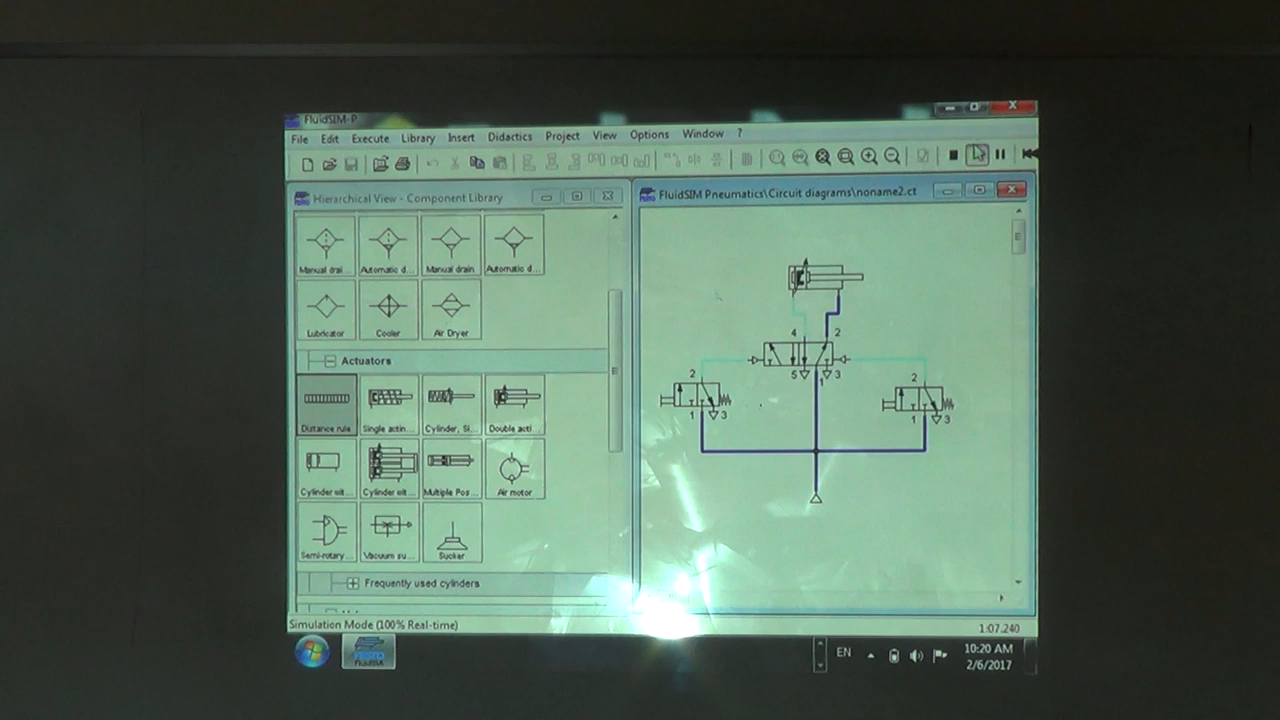 FluidSIM-P
File Edit Execute Library Insert Didactics Project View Options Window ?
Hierarchical View - Component Library
Manual drai... Automatic d... Manual drain Automatic d...
Lubricator Cooler Air Dryer
Actuators
Distance rule Single actin... Cylinder, Si... Double acti...
Cylinder wit... Cylinder wit... Multiple Pos... Air motor
Semi-rotary... Vacuum su... Sucker
Frequently used cylinders
FluidSIM Pneumatics\Circuit diagrams\noname2.ct
4 2
5 1 3
2
1 3
2
1 3
Simulation Mode (100% Real-time) 1:07.240
FluidSIM
EN
10:20 AM
2/6/2017